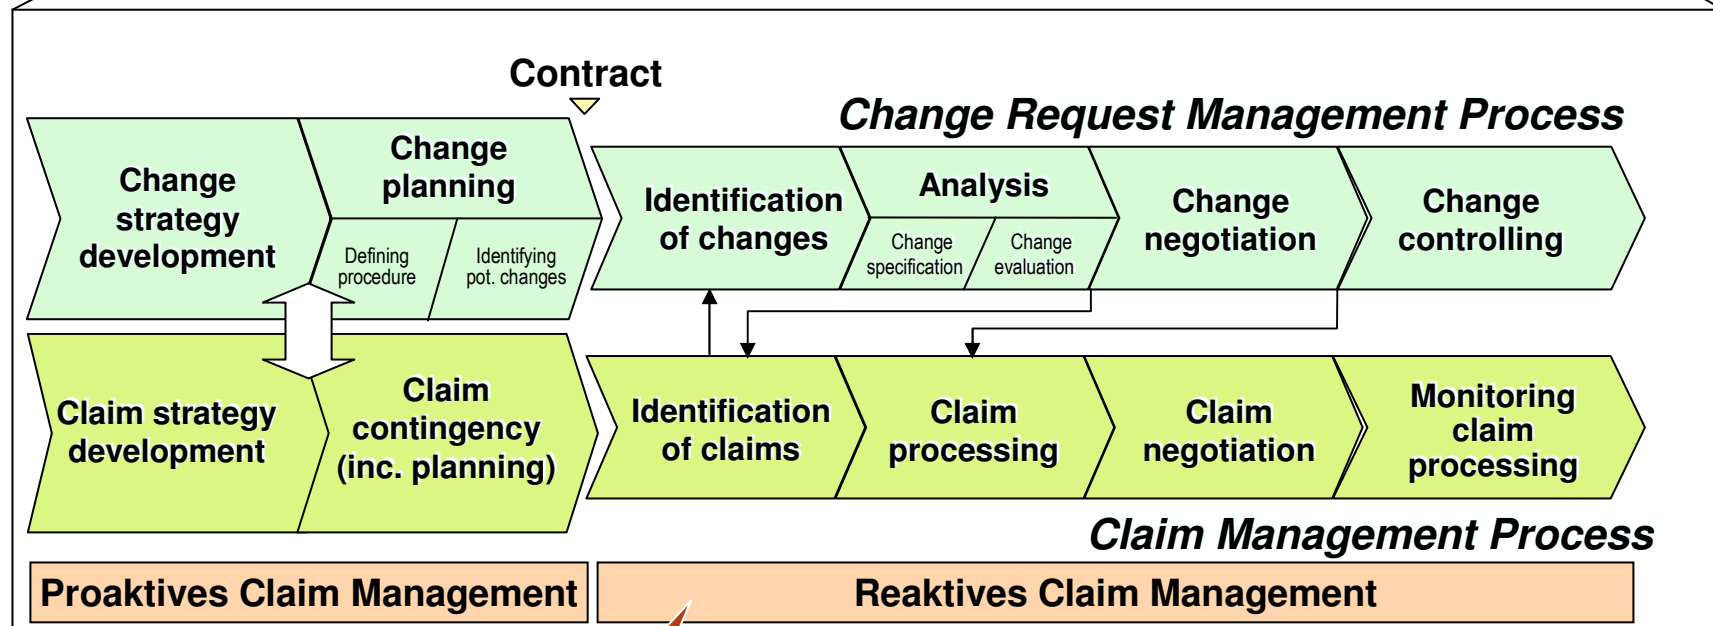 Contract
Change Request Management Process
Change
strategy
development
Change
planning
Defining
procedure
Identifying
pot. changes
Identification
of changes
Analysis
Change
specification
Change
evaluation
Change
negotiation
Change
controlling
Claim strategy
development
Claim
contingency
(inc. planning)
Identification
of claims
Claim
processing
Claim
negotiation
Monitoring
claim
processing
Claim Management Process
Proaktives Claim Management
Reaktives Claim Management